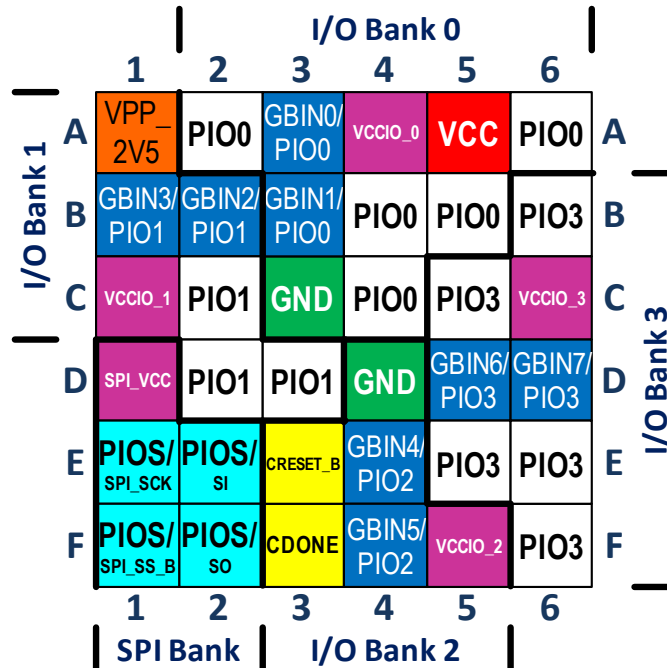 I/O Bank 0
1 2 3 4 5 6
I/O Bank 1
I/O Bank 3
A VPP_ 2V5 PIO0 GBIN0/ PIO0 VCCIO_0 VCC PIO0 A
B GBIN3/ PIO1 GBIN2/ PIO1 GBIN1/ PIO0 PIO0 PIO0 PIO3 B
C VCCIO_1 PIO1 GND PIO0 PIO3 VCCIO_3 C
D SPI_VCC PIO1 PIO1 GND GBIN6/ PIO3 GBIN7/ PIO3 D
E PIOS/ SPI_SCK PIOS/ SI CRESET_B GBIN4/ PIO2 PIO3 PIO3 E
F PIOS/ SPI_SS_B PIOS/ SO CDONE GBIN5/ PIO2 VCCIO_2 PIO3 F
1 2 3 4 5 6
SPI Bank I/O Bank 2